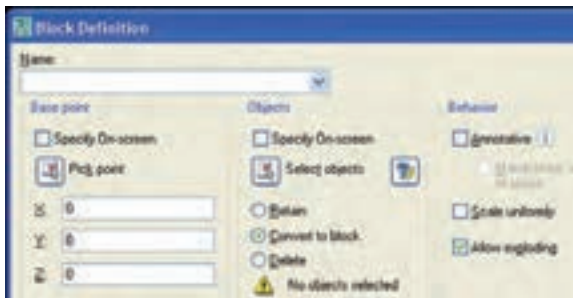 Block Definition
Name:
Base point
Specify On-screen
Pick point
X: 0
Y: 0
Z: 0
Objects
Specify On-screen
Select objects
Retain
Convert to block
Delete
No objects selected
Behavior
Annotative
Scale uniformly
Allow exploding